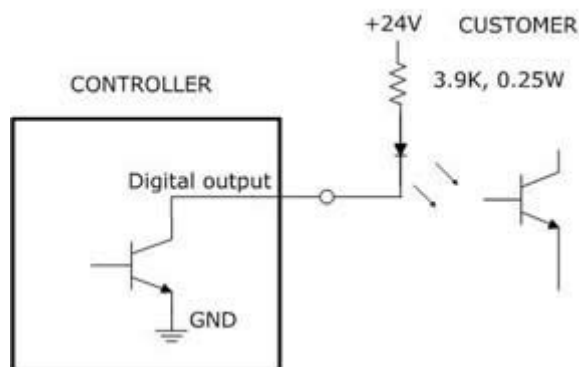 +24V CUSTOMER
3.9K, 0.25W
CONTROLLER
Digital output
GND